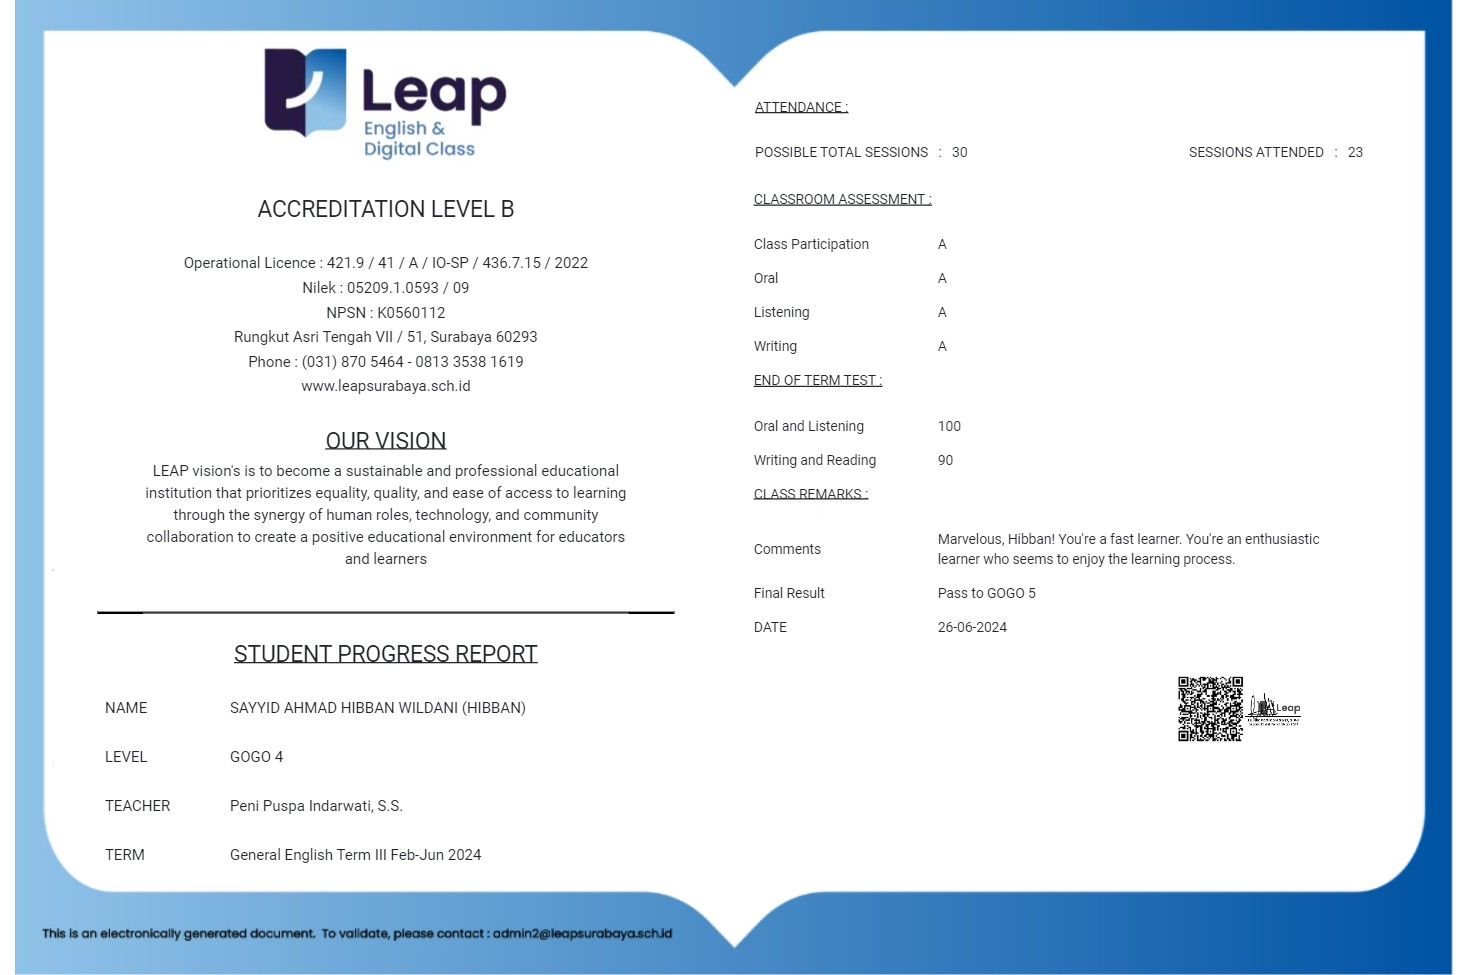 Leap
English &
Digital Class
ACCREDITATION LEVEL B
Operational Licence : 421.9 / 41 / A / IO-SP / 436.7.15 / 2022
Nilek : 05209.1.0593 / 09
NPSN : K0560112
Rungkut Asri Tengah VII / 51, Surabaya 60293
Phone : (031) 870 5464 - 0813 3538 1619
www.leapsurabaya.sch.id
OUR VISION
LEAP vision's is to become a sustainable and professional educational
institution that prioritizes equality, quality, and ease of access to learning
through the synergy of human roles, technology, and community
collaboration to create a positive educational environment for educators
and learners
STUDENT PROGRESS REPORT
NAME SAYYID AHMAD HIBBAN WILDANI (HIBBAN)
LEVEL GOGO 4
TEACHER Peni Puspa Indarwati, S.S.
TERM General English Term III Feb-Jun 2024
ATTENDANCE :
POSSIBLE TOTAL SESSIONS : 30 SESSIONS ATTENDED : 23
CLASSROOM ASSESSMENT :
Class Participation A
Oral A
Listening A
Writing A
END OF TERM TEST :
Oral and Listening 100
Writing and Reading 90
CLASS REMARKS :
Comments Marvelous, Hibban! You're a fast learner. You're an enthusiastic
learner who seems to enjoy the learning process.
Final Result Pass to GOGO 5
DATE 26-06-2024
Leap
This is an electronically generated document. To validate, please contact : admin2@leapsurabaya.sch.id